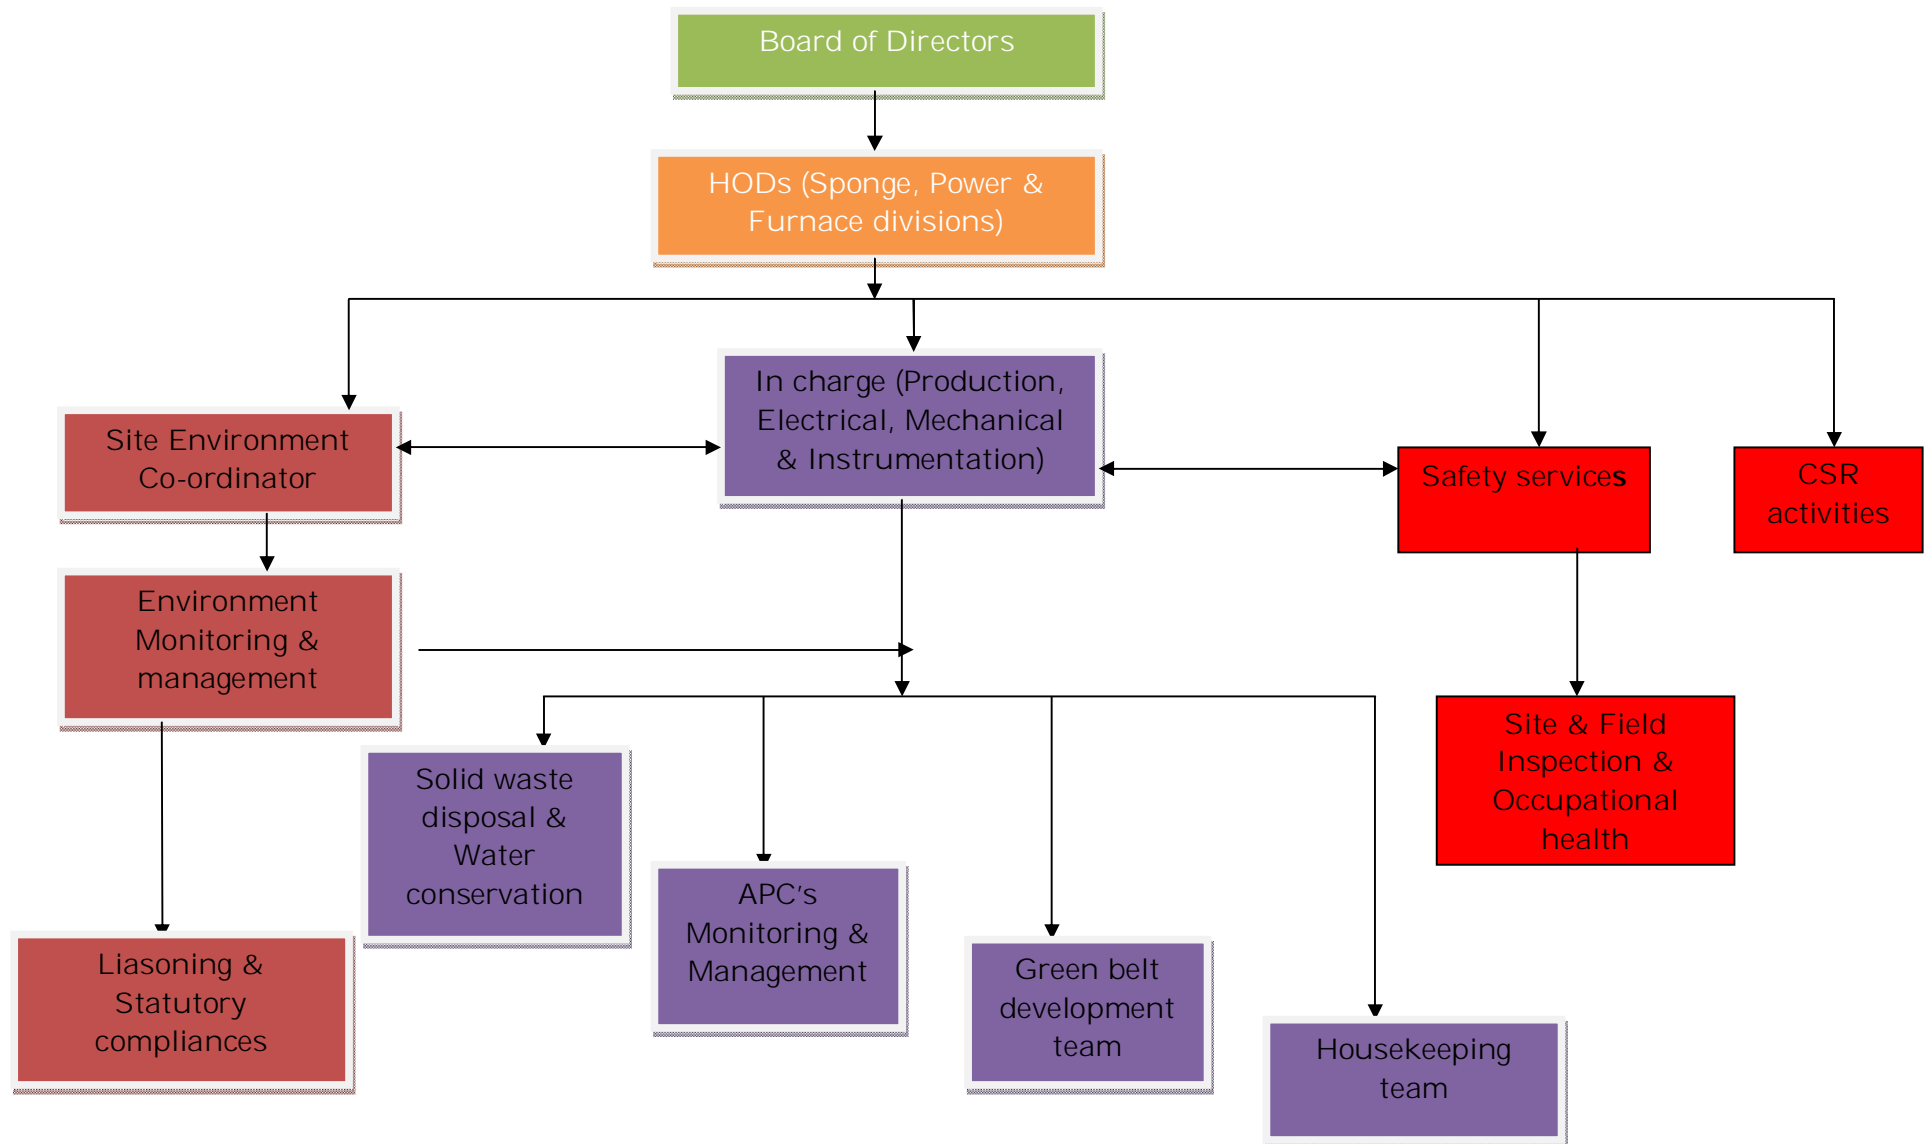 Board of Directors
HODs (Sponge, Power &
Furnace divisions)
In charge (Production,
Electrical, Mechanical
& Instrumentation)
Site Environment
Co-ordinator
Safety services
CSR
activities
Environment
Monitoring &
management
Site & Field
Inspection &
Occupational
health
Solid waste
disposal &
Water
conservation
APC's
Monitoring &
Management
Liasoning &
Statutory
compliances
Green belt
development
team
Housekeeping
team